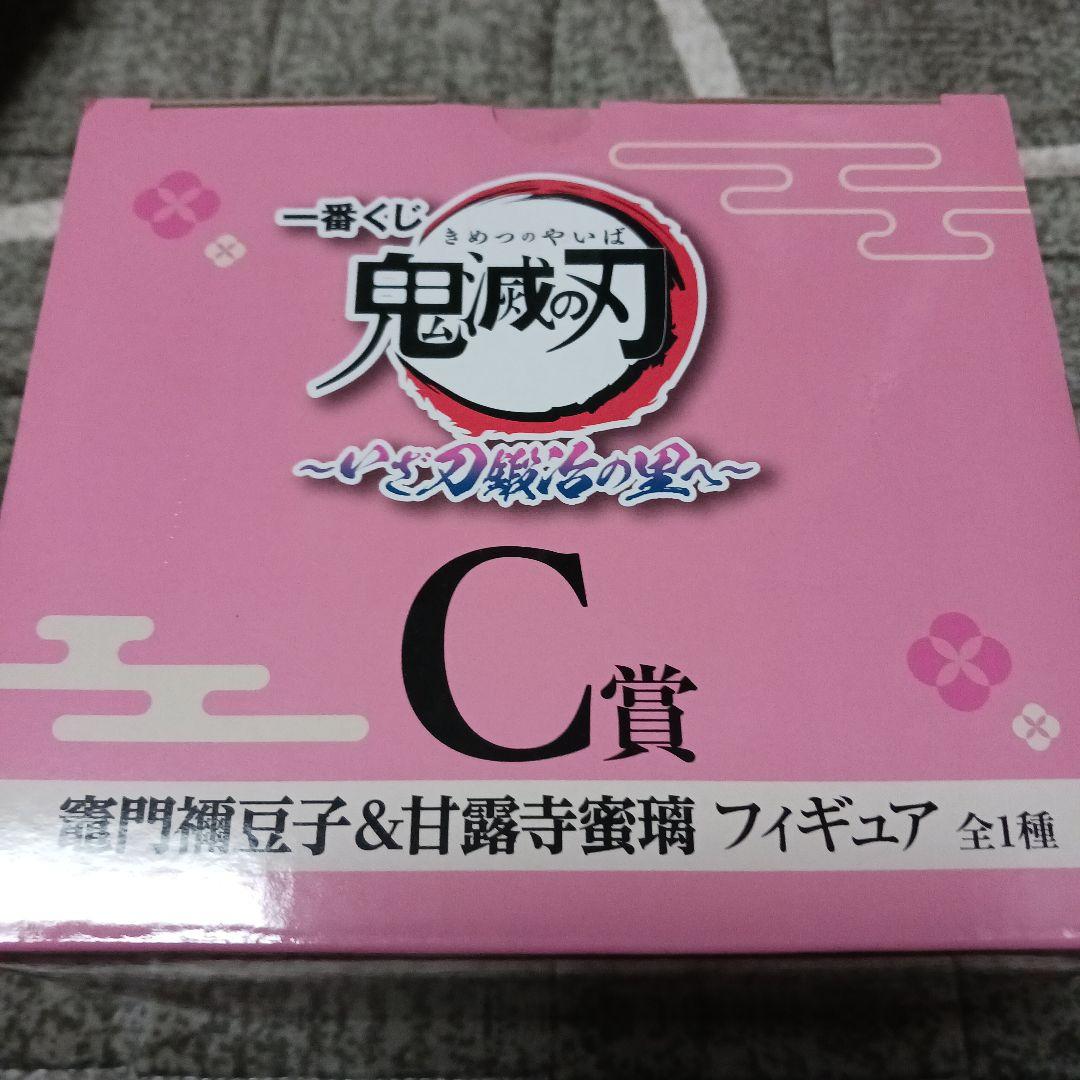 一番くじ
きめつのやいば
鬼滅の刃
～いざ刀鍛冶の里へ～
C賞
竈門禰豆子&甘露寺蜜璃 フィギュア 全1種